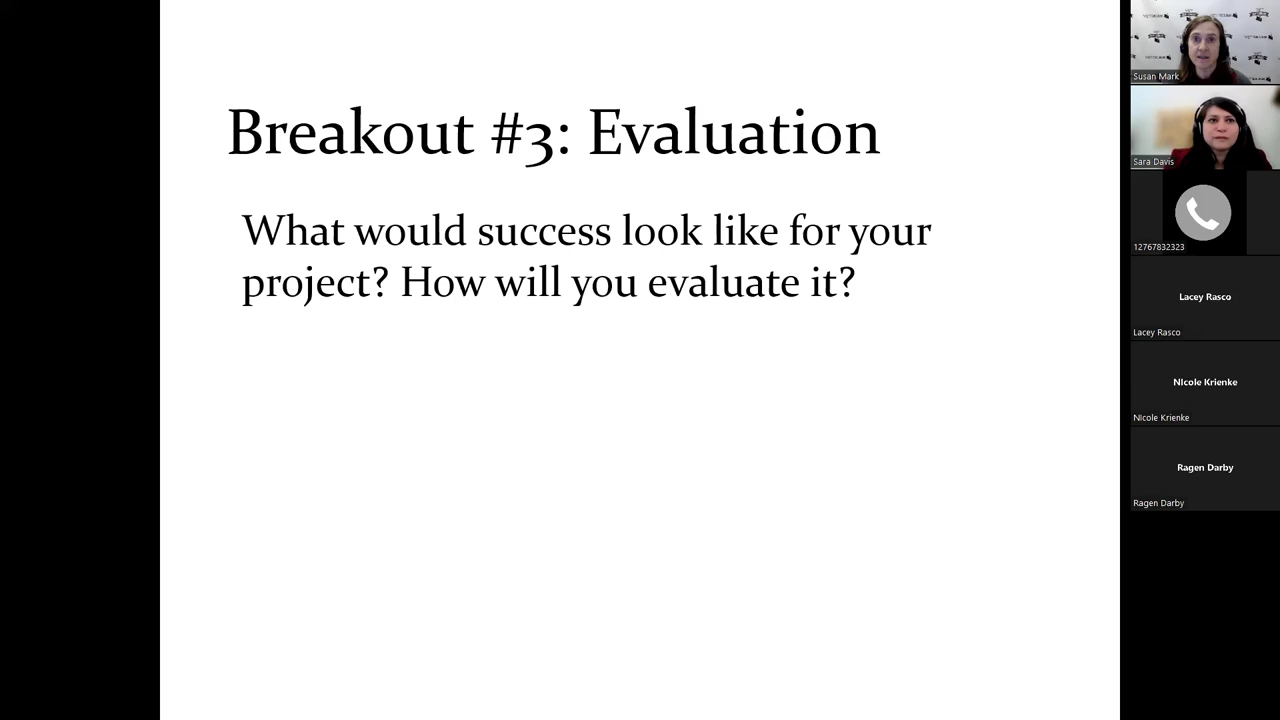 Breakout #3: Evaluation
What would success look like for your
project? How will you evaluate it?
Susan Mark
Sara Davis
12767832323
Lacey Rasco
Lacey Rasco
NIcole Krienke
NIcole Krienke
Ragen Darby
Ragen Darby